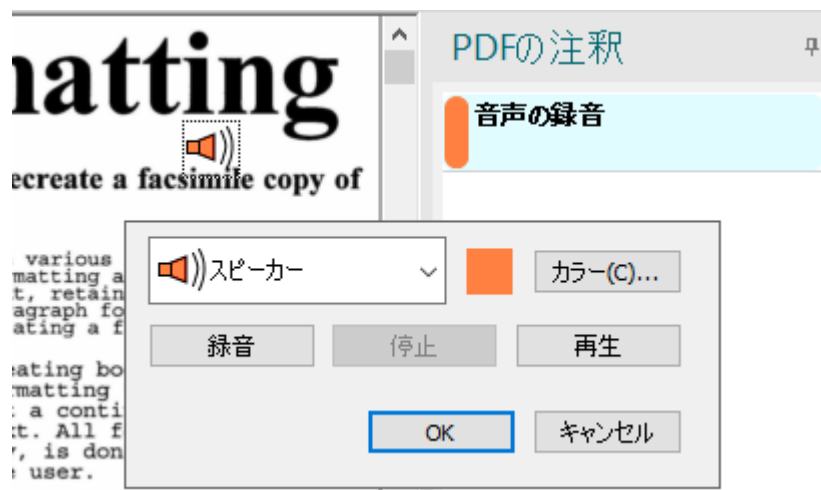 matting
ecreate a facsimile copy of
PDFの注釈
音声の録音
various
matting a
t, retain
agraph fo
ating a f
eating bo
matting
a conti
t. All f
, is don
user.
スピーカー
カラー(C)...
録音
停止
再生
OK
キャンセル